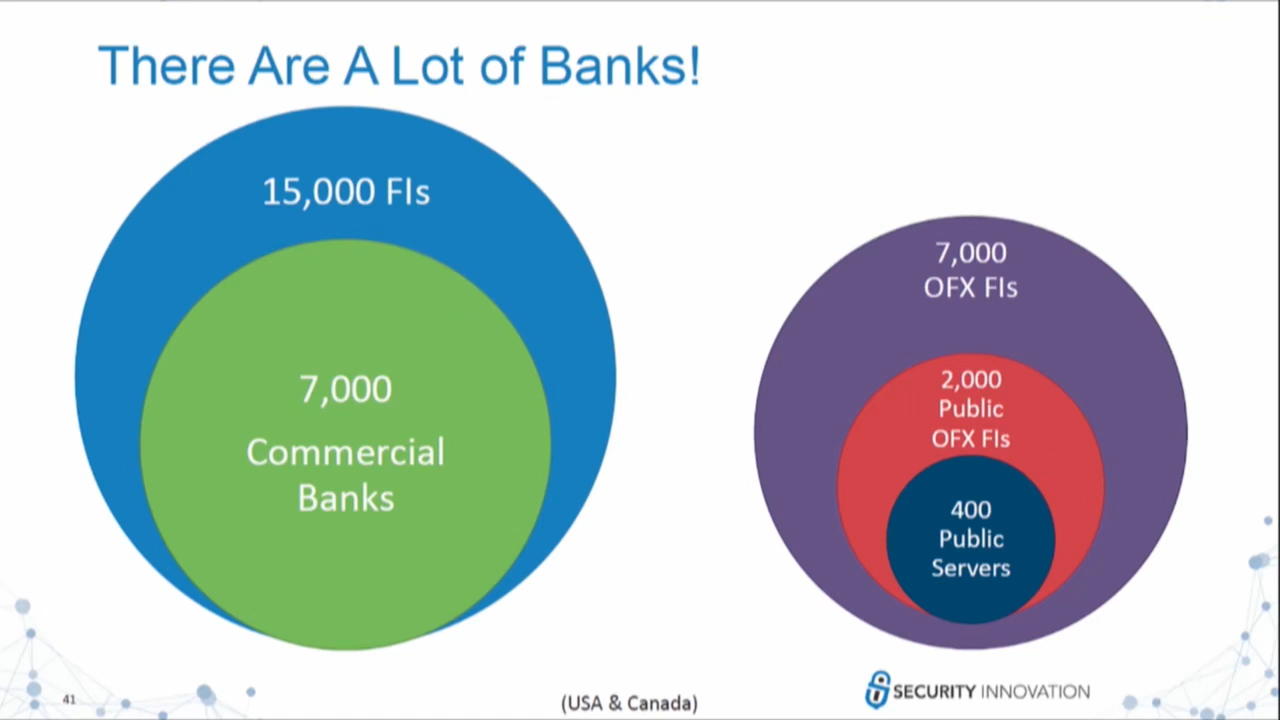 There Are A Lot of Banks!
15,000 FIs
7,000
Commercial
Banks
7,000
OFX FIs
2,000
Public
OFX FIs
400
Public
Servers
41
(USA & Canada)
SECURITY INNOVATION